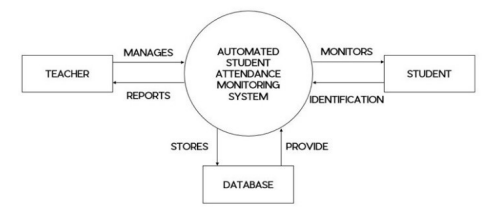 MANAGES
AUTOMATED
STUDENT
ATTENDANCE
MONITORING
SYSTEM
MONITORS
TEACHER
STUDENT
REPORTS
IDENTIFICATION
STORES
PROVIDE
DATABASE